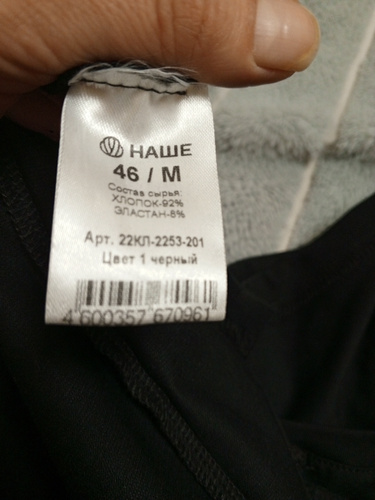 НАШЕ
46 / M
Состав сырья:
ХЛОПОК-92%
ЭЛАСТАН-8%
Арт. 22КЛ-2253-201
Цвет 1 черный
4 600357 670961